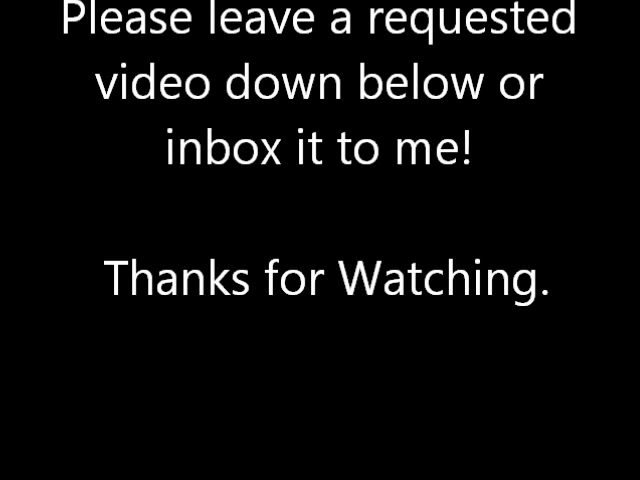 Please leave a requested
video down below or
inbox it to me!
Thanks for Watching.